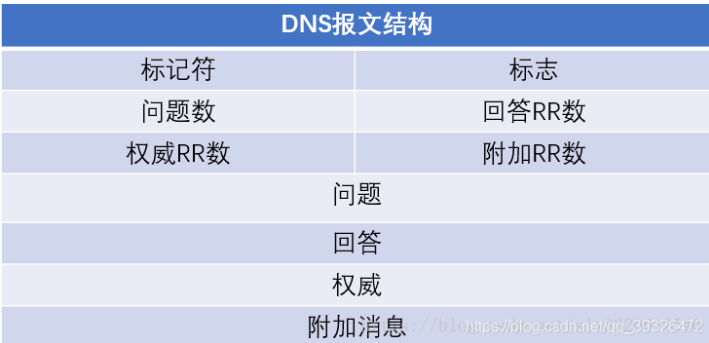 DNS报文结构
标记符 标志
问题数 回答RR数
权威RR数 附加RR数
问题
回答
权威
附加消息
https://blog.csdn.net/qq_39326472